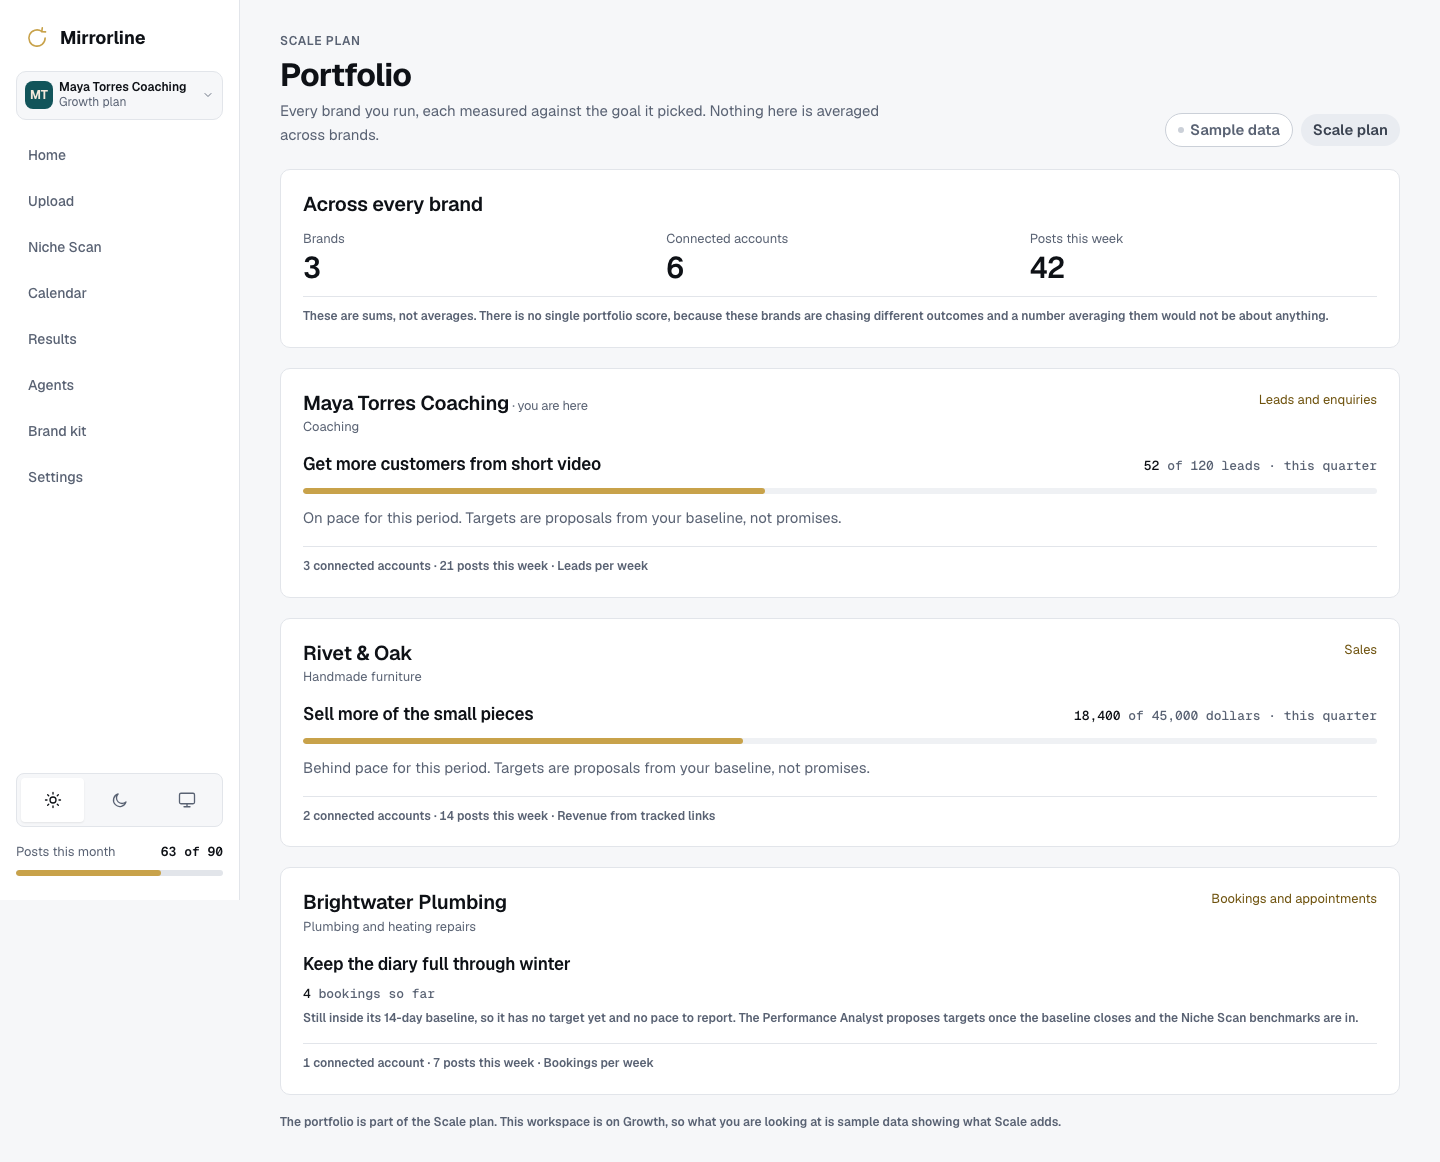 Mirrorline
MT
Maya Torres Coaching
Growth plan
Home
Upload
Niche Scan
Calendar
Results
Agents
Brand kit
Settings
Posts this month
63 of 90
SCALE PLAN
Portfolio
Every brand you run, each measured against the goal it picked. Nothing here is averaged
across brands.
Sample data
Scale plan
Across every brand
Brands
3
Connected accounts
6
Posts this week
42
These are sums, not averages. There is no single portfolio score, because these brands are chasing different outcomes and a number averaging them would not be about anything.
Maya Torres Coaching · you are here
Leads and enquiries
Coaching
Get more customers from short video
52 of 120 leads · this quarter
On pace for this period. Targets are proposals from your baseline, not promises.
3 connected accounts · 21 posts this week · Leads per week
Rivet & Oak
Sales
Handmade furniture
Sell more of the small pieces
18,400 of 45,000 dollars · this quarter
Behind pace for this period. Targets are proposals from your baseline, not promises.
2 connected accounts · 14 posts this week · Revenue from tracked links
Brightwater Plumbing
Bookings and appointments
Plumbing and heating repairs
Keep the diary full through winter
4 bookings so far
Still inside its 14-day baseline, so it has no target yet and no pace to report. The Performance Analyst proposes targets once the baseline closes and the Niche Scan benchmarks are in.
1 connected account · 7 posts this week · Bookings per week
The portfolio is part of the Scale plan. This workspace is on Growth, so what you are looking at is sample data showing what Scale adds.